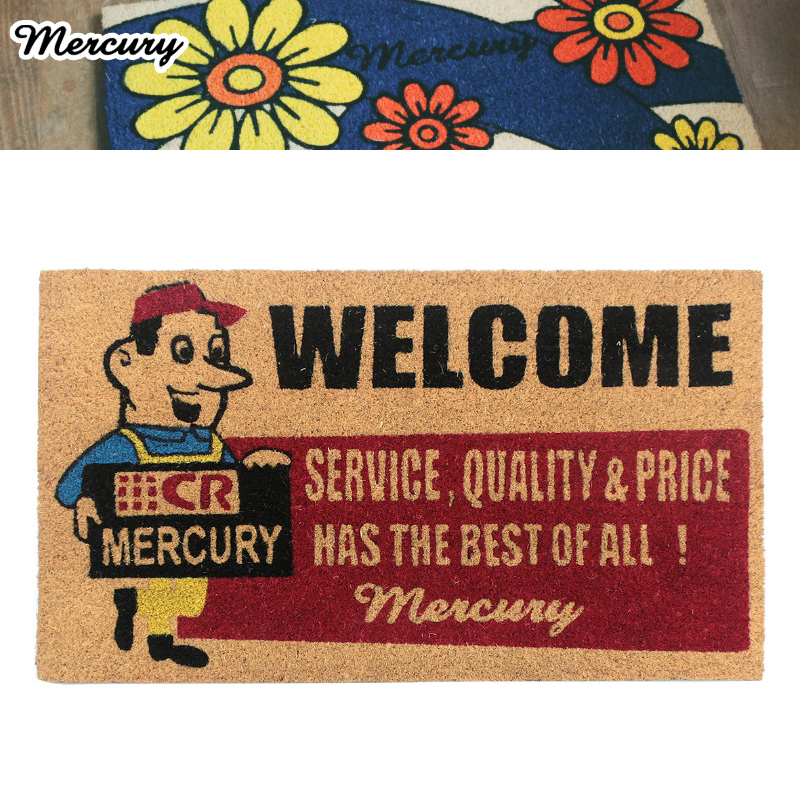 Mercury
Mercury
WELCOME
SERVICE, QUALITY & PRICE
HAS THE BEST OF ALL !
Mercury
CR
MERCURY